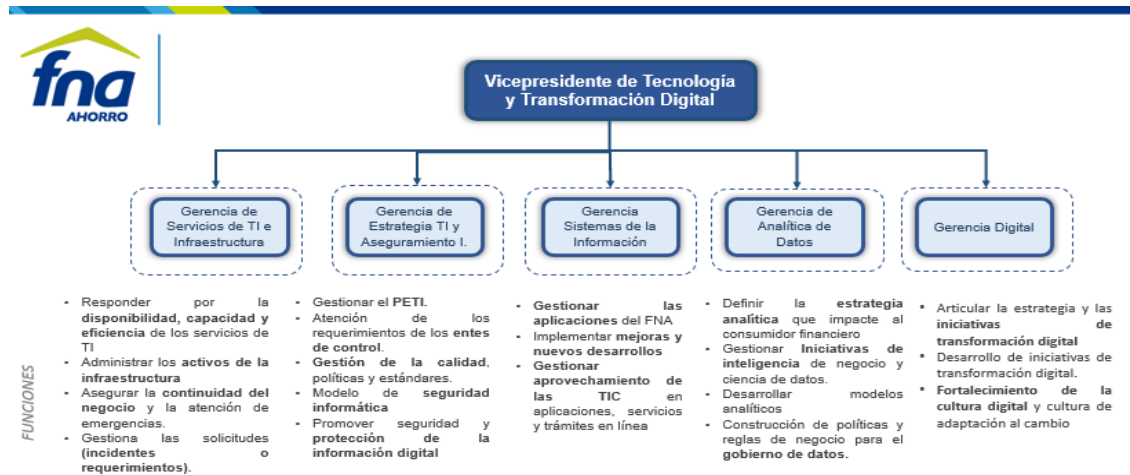 fna
AHORRO
Vicepresidente de Tecnología
y Transformación Digital
Gerencia de
Servicios de TI e
Infraestructura
Gerencia de
Estrategia TI y
Aseguramiento I.
Gerencia
Sistemas de la
Información
Gerencia de
Analítica de
Datos
Gerencia Digital
FUNCIONES
- Responder por la
disponibilidad, capacidad y
eficiencia de los servicios de
TI
- Administrar los activos de la
infraestructura
- Asegurar la continuidad del
negocio y la atención de
emergencias.
- Gestiona las solicitudes
(incidentes o
requerimientos).
- Gestionar el PETI.
- Atención de los
requerimientos de los entes
de control.
- Gestión de la calidad,
políticas y estándares.
- Modelo de seguridad
informática
- Promover seguridad y
protección de la
información digital
- Gestionar las
aplicaciones del FNA
- Implementar mejoras y
nuevos desarrollos
- Gestionar
aprovechamiento de
las TIC en
aplicaciones, servicios
y trámites en línea
- Definir la estrategia
analítica que impacte al
consumidor financiero
- Gestionar Iniciativas de
inteligencia de negocio y
ciencia de datos.
- Desarrollar modelos
analíticos
- Construcción de políticas y
reglas de negocio para el
gobierno de datos.
• Articular la estrategia y las
iniciativas de
transformación digital
• Desarrollo de iniciativas de
transformación digital.
• Fortalecimiento de la
cultura digital y cultura de
adaptación al cambio